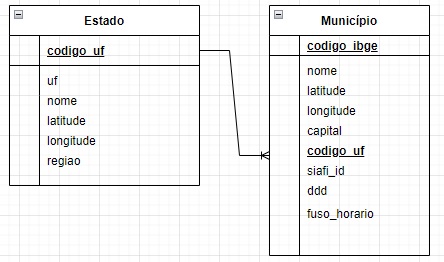 Estado
codigo_uf
uf
nome
latitude
longitude
regiao
Município
codigo_ibge
nome
latitude
longitude
capital
codigo_uf
siafi_id
ddd
fuso_horario